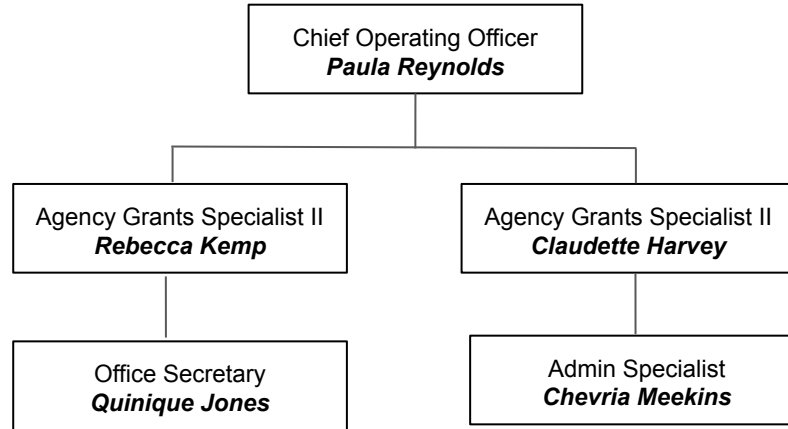 Chief Operating Officer
Paula Reynolds
Agency Grants Specialist II
Rebecca Kemp
Agency Grants Specialist II
Claudette Harvey
Office Secretary
Quinique Jones
Admin Specialist
Chevria Meekins